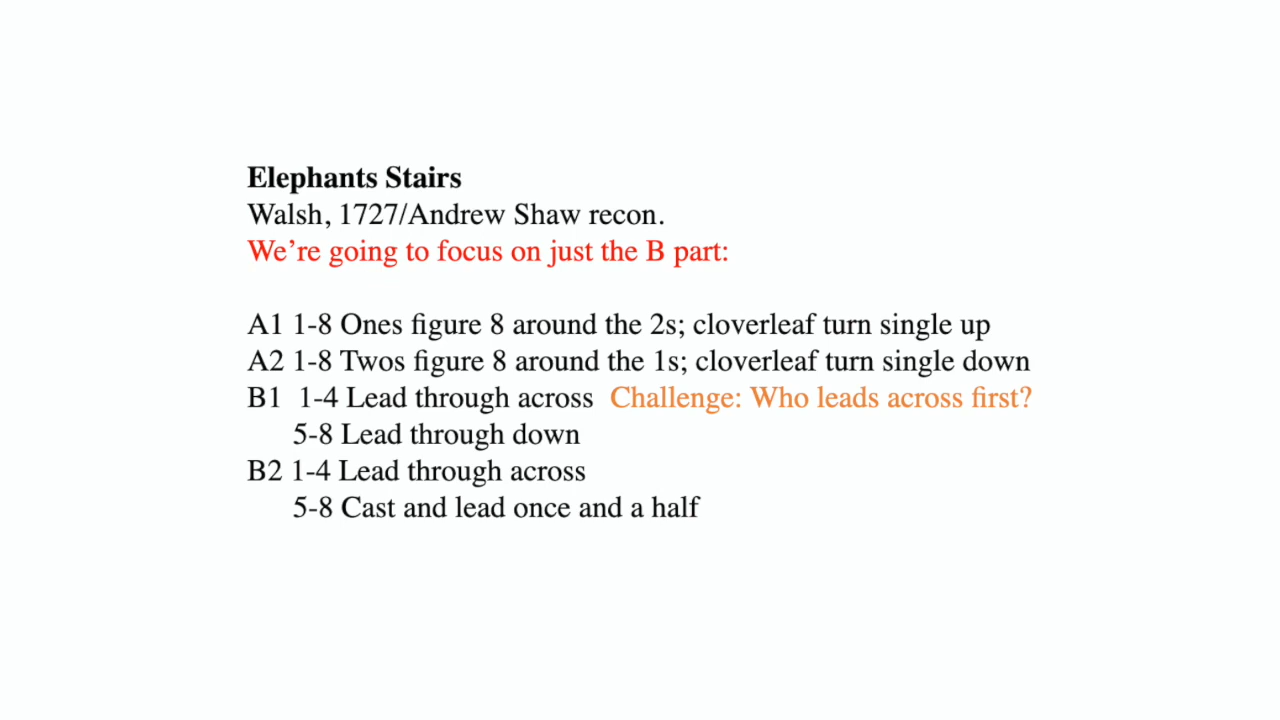 Elephants Stairs
Walsh, 1727/Andrew Shaw recon.
We’re going to focus on just the B part:
A1 1-8 Ones figure 8 around the 2s; cloverleaf turn single up
A2 1-8 Twos figure 8 around the 1s; cloverleaf turn single down
B1 1-4 Lead through across Challenge: Who leads across first?
5-8 Lead through down
B2 1-4 Lead through across
5-8 Cast and lead once and a half